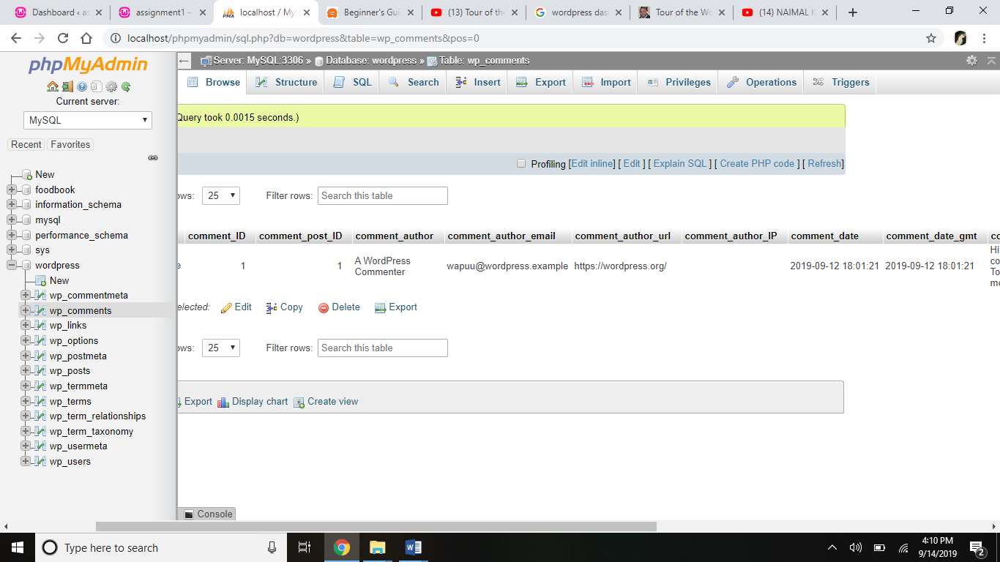 Dashboard ‹ as
assignment1 –
localhost / My
Beginner's Gui
(13) Tour of the
wordpress das
Tour of the Wo
(14) NAIMAL K
localhost/phpmyadmin/sql.php?db=wordpress&table=wp_comments&pos=0
phpMyAdmin
Current server:
MySQL
Recent Favorites
New
foodbook
information_schema
mysql
performance_schema
sys
wordpress
New
wp_commentmeta
wp_comments
wp_links
wp_options
wp_postmeta
wp_posts
wp_termmeta
wp_terms
wp_term_relationships
wp_term_taxonomy
wp_usermeta
wp_users
Server: MySQL:3306 » Database: wordpress » Table: wp_comments
Browse Structure SQL Search Insert Export Import Privileges Operations Triggers
Query took 0.0015 seconds.)
Profiling [Edit inline] [ Edit ] [ Explain SQL ] [ Create PHP code ] [ Refresh]
ows: 25 Filter rows: Search this table
comment_ID comment_post_ID comment_author comment_author_email comment_author_url comment_author_IP comment_date comment_date_gmt co
e 1 1 A WordPress Commenter wapuu@wordpress.example https://wordpress.org/ 2019-09-12 18:01:21 2019-09-12 18:01:21 Hi
co
To
mo
elected: Edit Copy Delete Export
ows: 25 Filter rows: Search this table
Export Display chart Create view
Console
Type here to search
4:10 PM
9/14/2019
2